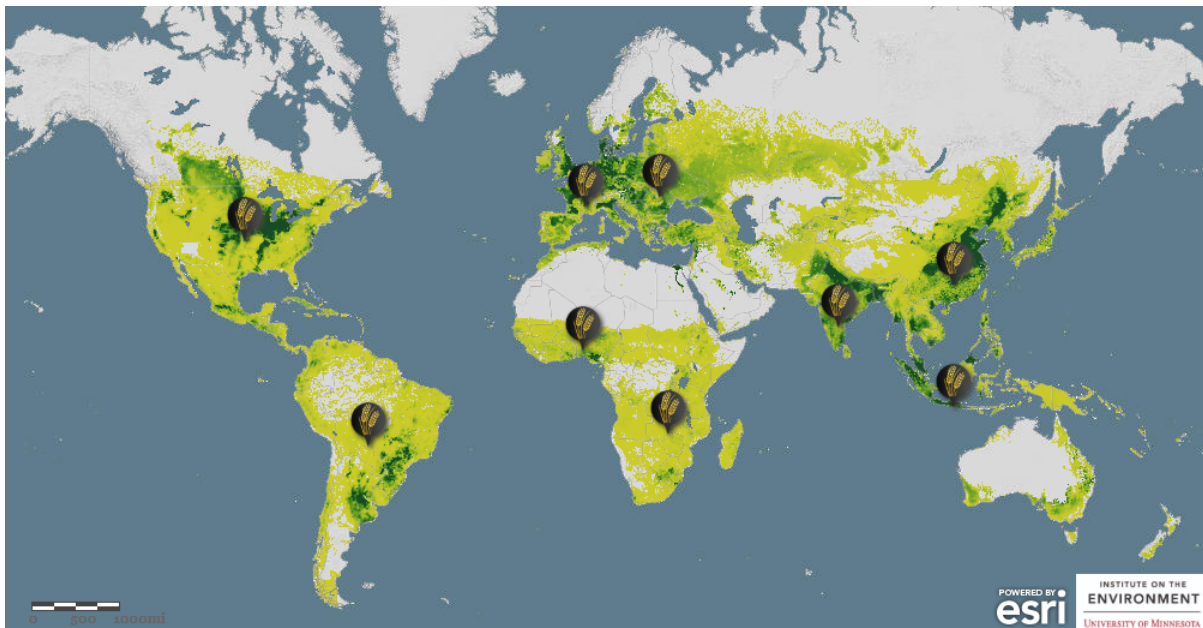 0 500 1000mi
POWERED BY
esri
INSTITUTE ON THE
ENVIRONMENT
UNIVERSITY OF MINNESOTA